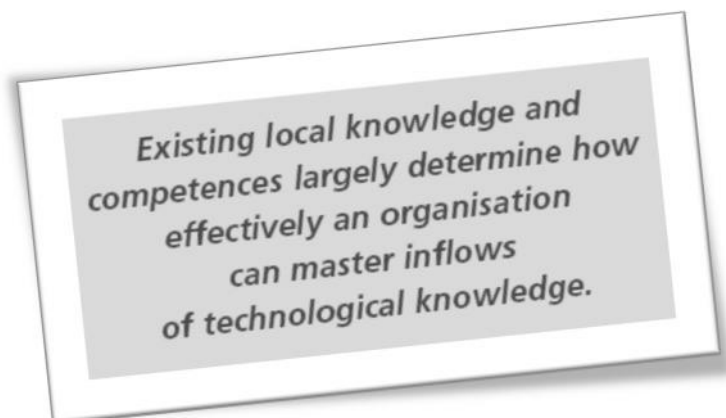 Existing local knowledge and
competences largely determine how
effectively an organisation
can master inflows
of technological knowledge.